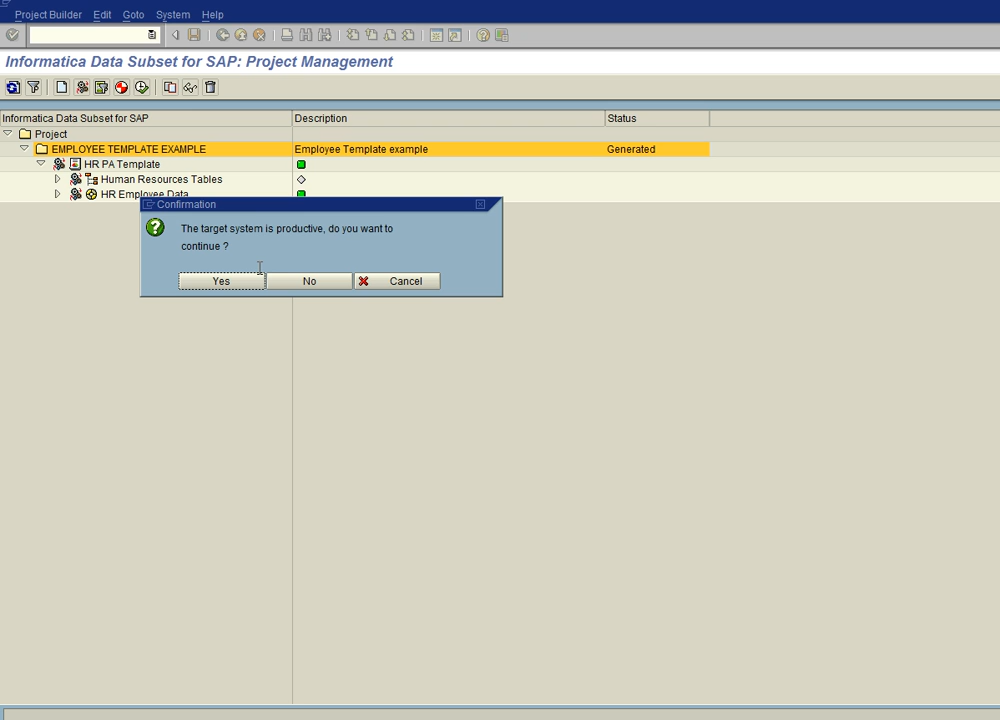 Project Builder Edit Goto System Help
Informatica Data Subset for SAP: Project Management
Informatica Data Subset for SAP Description Status
Project
EMPLOYEE TEMPLATE EXAMPLE Employee Template example Generated
HR PA Template
Human Resources Tables
HR Employee Data
Confirmation
The target system is productive, do you want to
continue ?
Yes No Cancel